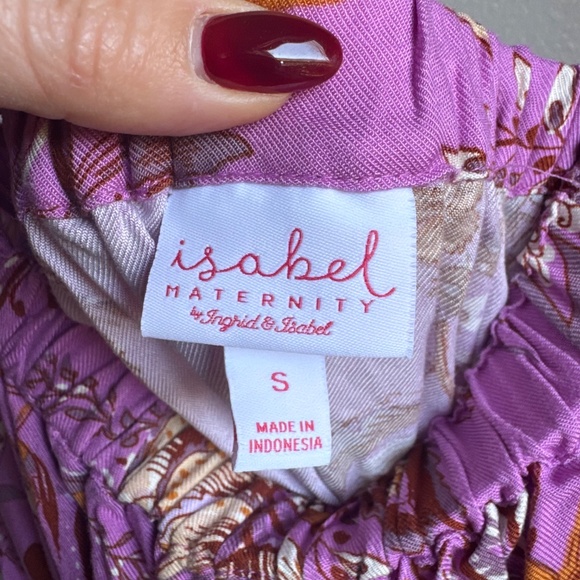 isabel
MATERNITY
by Ingrid & Isabel
S
MADE IN
INDONESIA